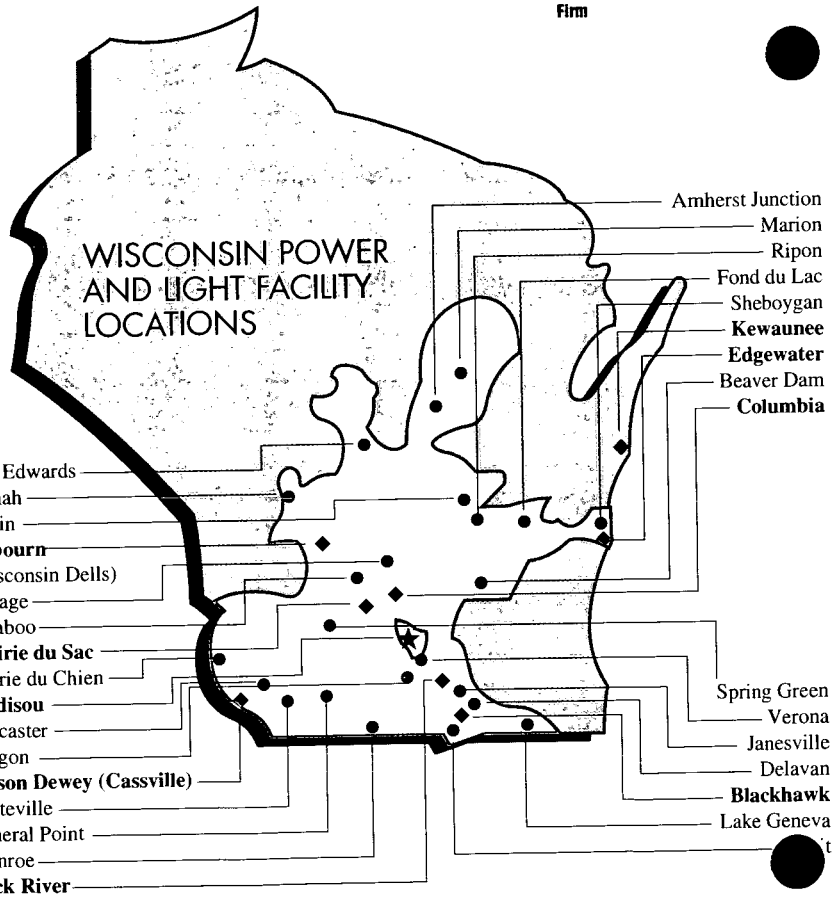 Firm
WISCONSIN POWER
AND LIGHT FACILITY
LOCATIONS
Amherst Junction
Marion
Ripon
Fond du Lac
Sheboygan
Kewaunee
Edgewater
Beaver Dam
Columbia
Edwards
ah
in
bourn
sconsin Dells)
age
aboo
irie du Sac
rie du Chien
disou
caster
gon
son Dewey (Cassville)
teville
neral Point
nroe
ck River
Spring Green
Verona
Janesville
Delavan
Blackhawk
Lake Geneva
t